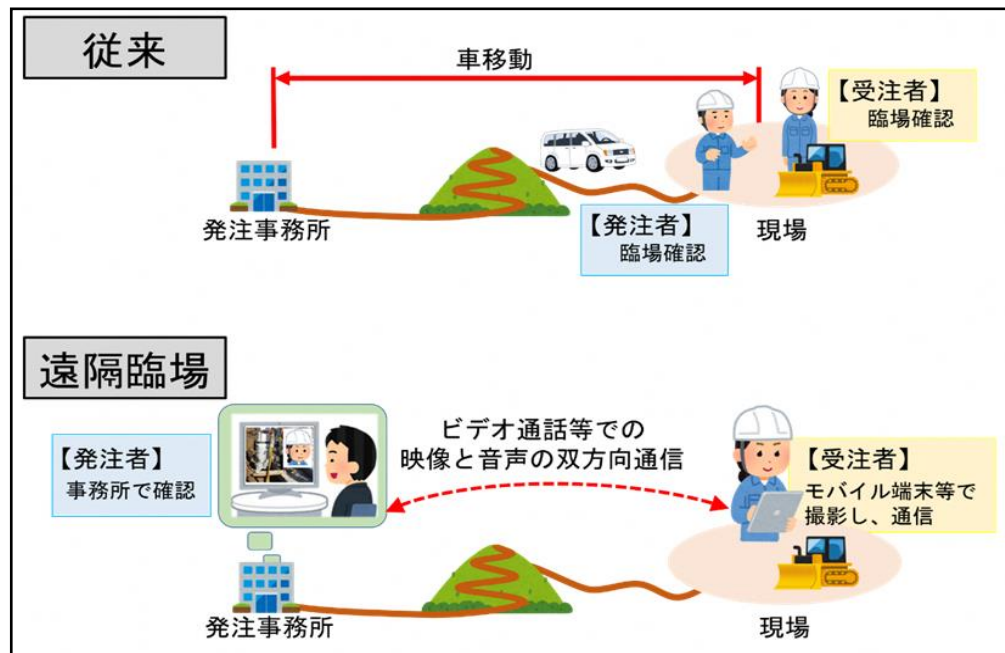 従来
車移動
【受注者】
臨場確認
発注事務所
【発注者】
臨場確認
現場
遠隔臨場
【発注者】
事務所で確認
ビデオ通話等での
映像と音声の双方向通信
【受注者】
モバイル端末等で
撮影し、通信
発注事務所
現場